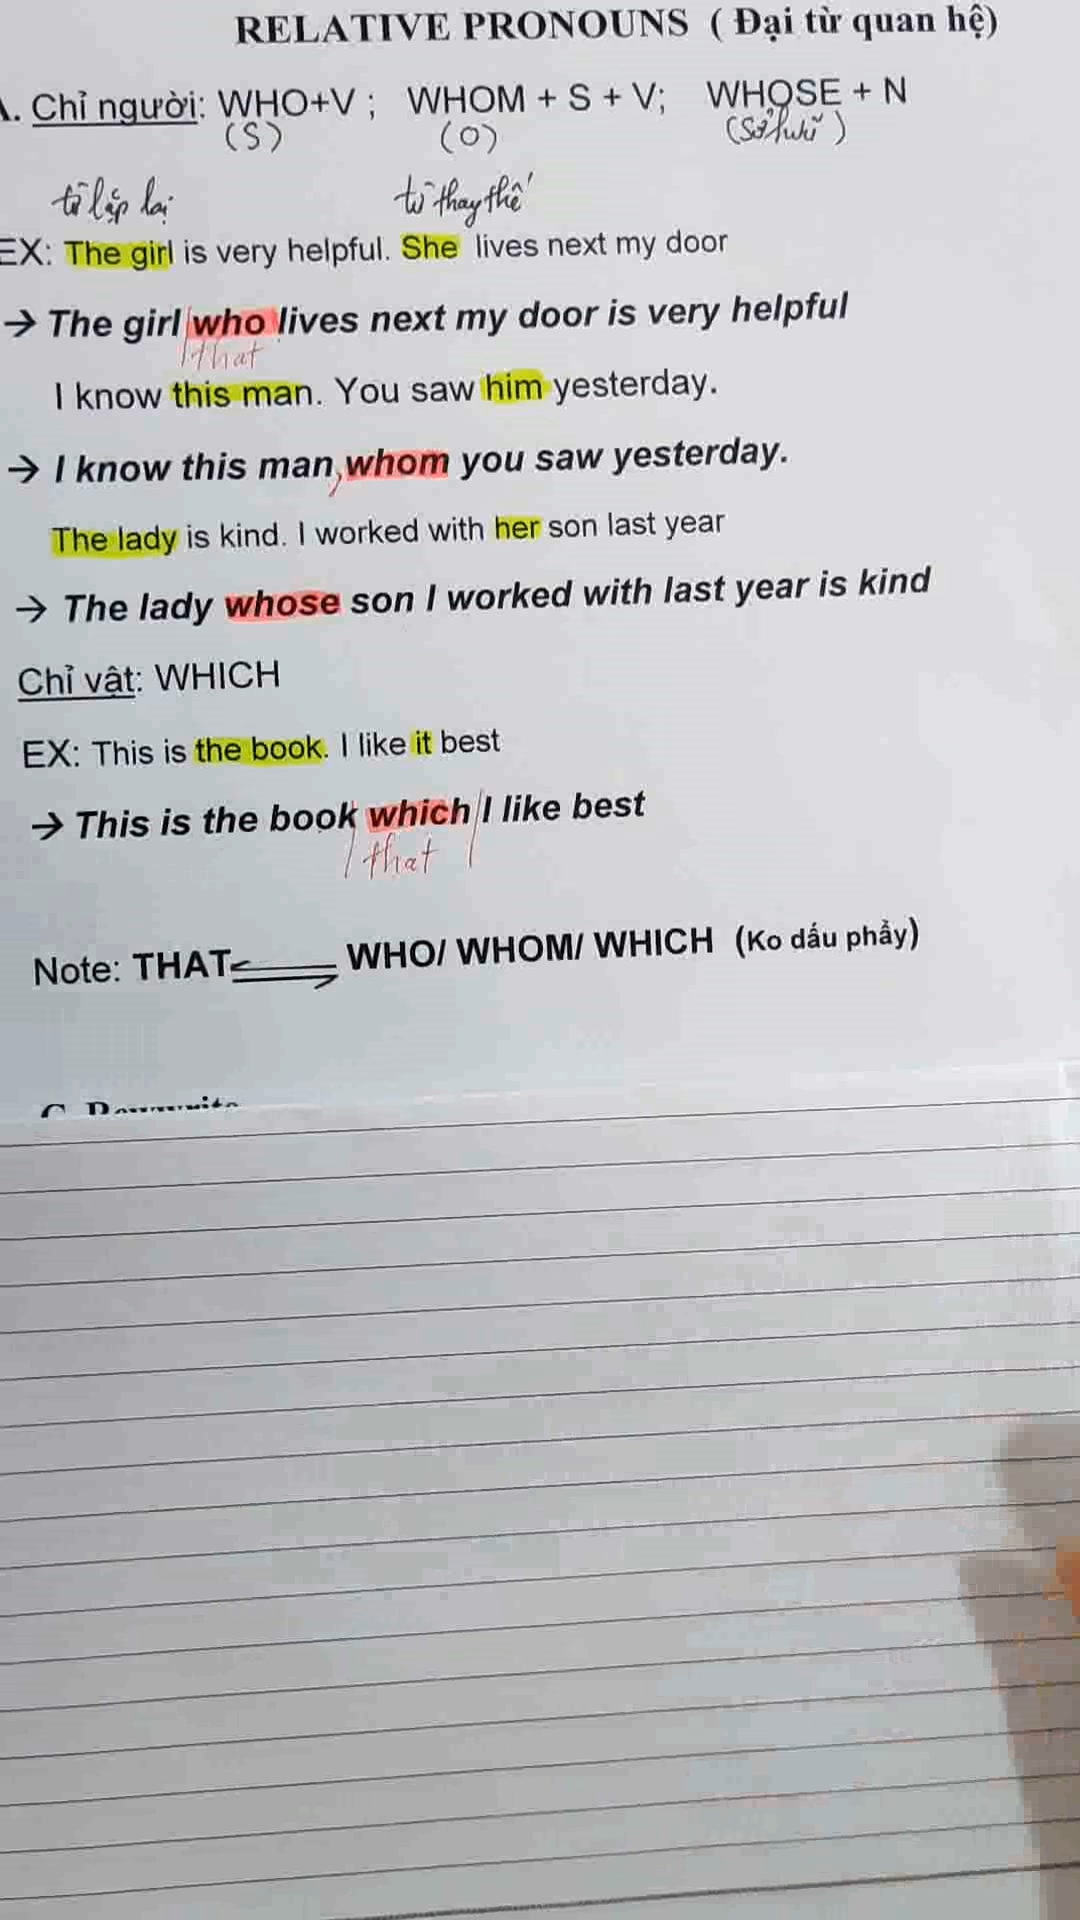 RELATIVE PRONOUNS ( Đại từ quan hệ)
. Chỉ người: WHO+V ; WHOM + S + V; WHOSE + N
(S) (O) (Sở hữu)
từ lặp lại từ thay thế
EX: The girl is very helpful. She lives next my door
→ The girl who lives next my door is very helpful
that
I know this man. You saw him yesterday.
→ I know this man, whom you saw yesterday.
The lady is kind. I worked with her son last year
→ The lady whose son I worked with last year is kind
Chỉ vật: WHICH
EX: This is the book. I like it best
→ This is the book which I like best
that
Note: THAT WHO/ WHOM/ WHICH (Ko dấu phẩy)